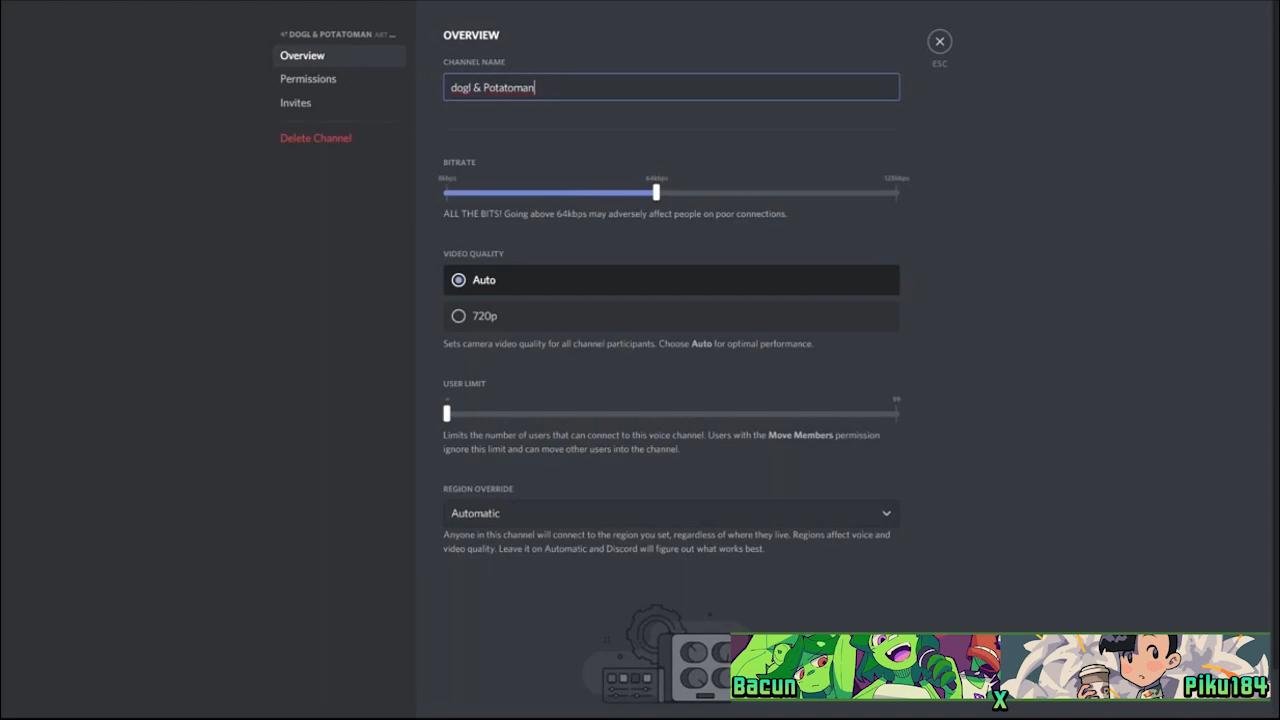 DOGL & POTATOMAN ART ...
Overview
Permissions
Invites
Delete Channel
OVERVIEW
ESC
CHANNEL NAME
dogl & Potatoman
BITRATE
8kbps 64kbps 128kbps
ALL THE BITS! Going above 64kbps may adversely affect people on poor connections.
VIDEO QUALITY
Auto
720p
Sets camera video quality for all channel participants. Choose Auto for optimal performance.
USER LIMIT
99
Limits the number of users that can connect to this voice channel. Users with the Move Members permission
ignore this limit and can move other users into the channel.
REGION OVERRIDE
Automatic
Anyone in this channel will connect to the region you set, regardless of where they live. Regions affect voice and
video quality. Leave it on Automatic and Discord will figure out what works best.
Bacun
X
Piku184